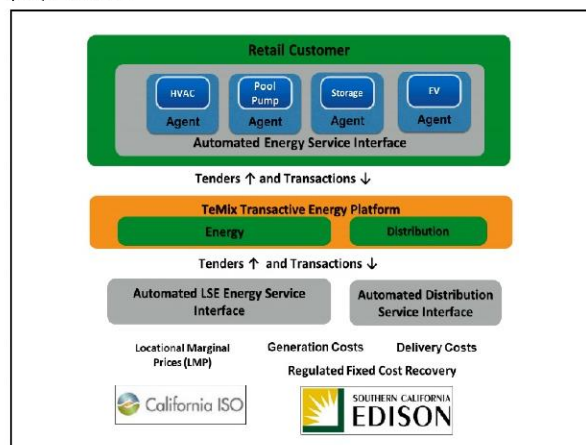 Retail Customer
HVAC
Pool
Pump
Storage
EV
Agent
Agent
Agent
Agent
Automated Energy Service Interface
Tenders ↑ and Transactions ↓
TeMix Transactive Energy Platform
Energy
Distribution
Tenders ↑ and Transactions ↓
Automated LSE Energy Service
Interface
Automated Distribution
Service Interface
Locational Marginal
Prices (LMP)
Generation Costs
Delivery Costs
Regulated Fixed Cost Recovery
California ISO
SOUTHERN CALIFORNIA
EDISON